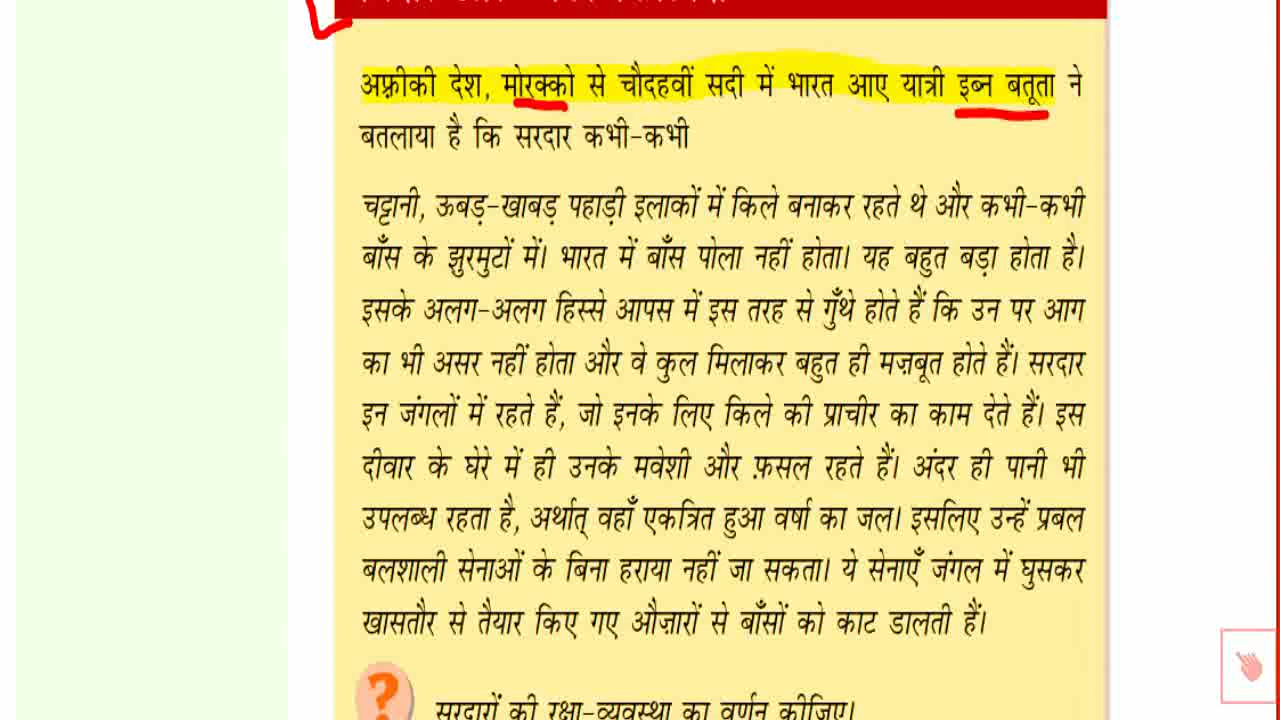 अफ़्रीकी देश, मोरक्को से चौदहवीं सदी में भारत आए यात्री इब्न बतूता ने
बतलाया है कि सरदार कभी-कभी
चट्टानी, ऊबड़-खाबड़ पहाड़ी इलाकों में किले बनाकर रहते थे और कभी-कभी
बाँस के झुरमुटों में। भारत में बाँस पोला नहीं होता। यह बहुत बड़ा होता है।
इसके अलग-अलग हिस्से आपस में इस तरह से गुँथे होते हैं कि उन पर आग
का भी असर नहीं होता और वे कुल मिलाकर बहुत ही मज़बूत होते हैं। सरदार
इन जंगलों में रहते हैं, जो इनके लिए किले की प्राचीर का काम देते हैं। इस
दीवार के घेरे में ही उनके मवेशी और फ़सल रहते हैं। अंदर ही पानी भी
उपलब्ध रहता है, अर्थात् वहाँ एकत्रित हुआ वर्षा का जल। इसलिए उन्हें प्रबल
बलशाली सेनाओं के बिना हराया नहीं जा सकता। ये सेनाएँ जंगल में घुसकर
खासतौर से तैयार किए गए औज़ारों से बाँसों को काट डालती हैं।
?
सरदारों की रक्षा-व्यवस्था का वर्णन कीजिए।